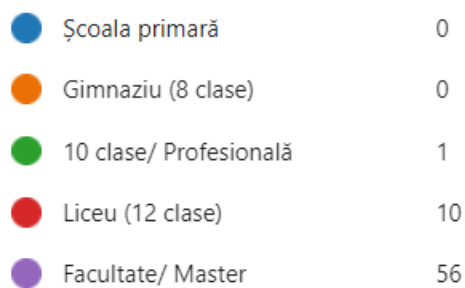 Școala primară 0
Gimnaziu (8 clase) 0
10 clase/ Profesională 1
Liceu (12 clase) 10
Facultate/ Master 56